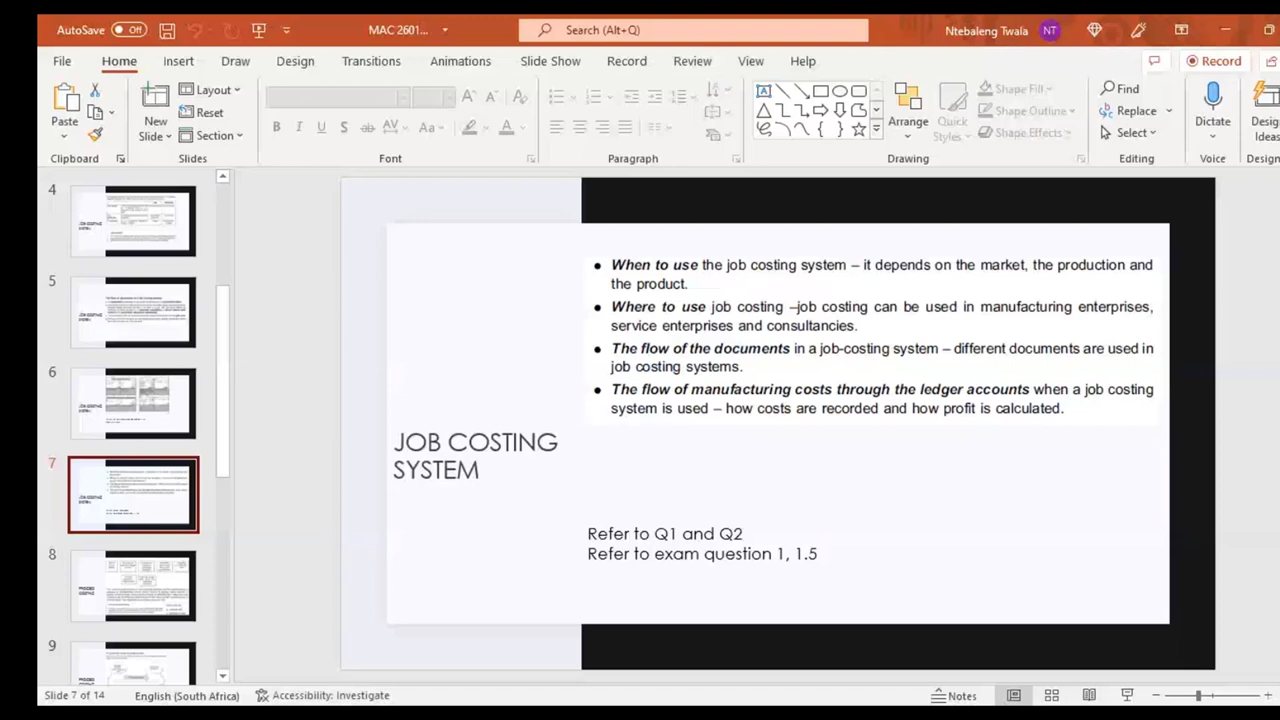 AutoSave Off MAC 2601... Search (Alt+Q) Ntebaleng Twala NT
File Home Insert Draw Design Transitions Animations Slide Show Record Review View Help Record
Paste
Clipboard
New
Slide
Layout
Reset
Section
Slides
Font
Paragraph
Arrange
Quick
Styles
Shape Fill
Shape Outline
Shape Effects
Drawing
Find
Replace
Select
Editing
Dictate
Voice
Design
Ideas
Design
4
5
6
7
8
9
• When to use the job costing system – it depends on the market, the production and
the product.
• Where to use job costing –job costing can be used in manufacturing enterprises,
service enterprises and consultancies.
• The flow of the documents in a job-costing system – different documents are used in
job costing systems.
• The flow of manufacturing costs through the ledger accounts when a job costing
system is used – how costs are recorded and how profit is calculated.
JOB COSTING
SYSTEM
Refer to Q1 and Q2
Refer to exam question 1, 1.5
Slide 7 of 14 English (South Africa) Accessibility: Investigate Notes